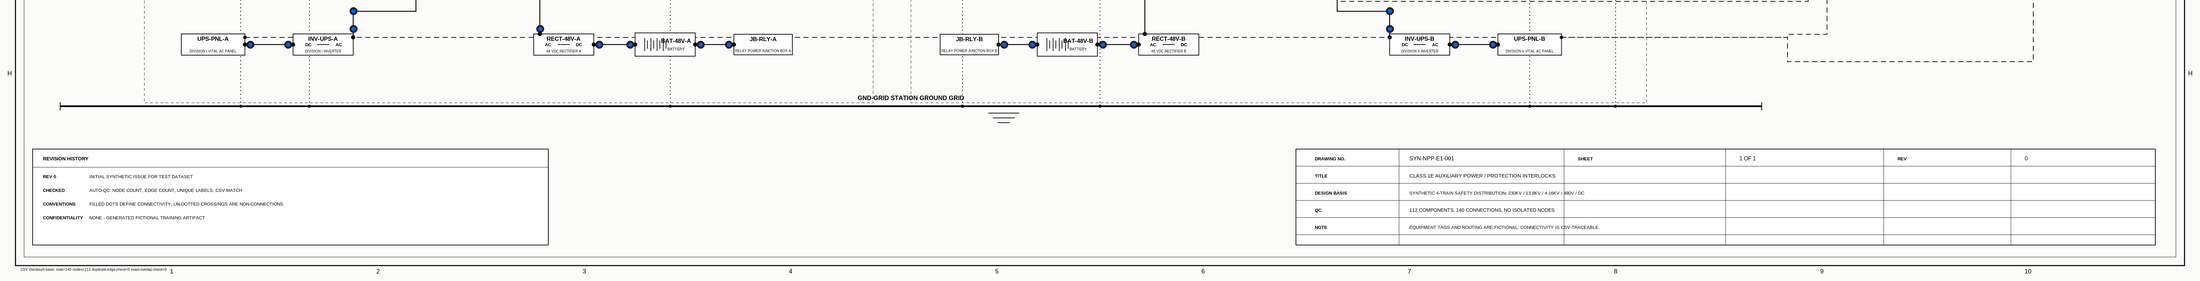 UPS-PNL-A
DIVISION I VITAL AC PANEL
INV-UPS-A
DC AC
DIVISION I INVERTER
RECT-48V-A
AC DC
48 VDC RECTIFIER A
BAT-48V-A
BATTERY
JB-RLY-A
RELAY POWER JUNCTION BOX A
JB-RLY-B
RELAY POWER JUNCTION BOX B
BAT-48V-B
BATTERY
RECT-48V-B
AC DC
48 VDC RECTIFIER B
INV-UPS-B
DC AC
DIVISION II INVERTER
UPS-PNL-B
DIVISION II VITAL AC PANEL
H
H
GND-GRID STATION GROUND GRID
REVISION HISTORY
REV 0 INITIAL SYNTHETIC ISSUE FOR TEST DATASET
CHECKED AUTO-QC: NODE COUNT, EDGE COUNT, UNIQUE LABELS, CSV MATCH
CONVENTIONS FILLED DOTS DEFINE CONNECTIVITY; UN-DOTTED CROSSINGS ARE NON-CONNECTIONS
CONFIDENTIALITY NONE - GENERATED FICTIONAL TRAINING ARTIFACT
DRAWING NO. SYN-NPP-E1-001 SHEET 1 OF 1 REV 0
TITLE CLASS 1E AUXILIARY POWER / PROTECTION INTERLOCKS
DESIGN BASIS SYNTHETIC 4-TRAIN SAFETY DISTRIBUTION; 230KV / 13.8KV / 4.16KV / 480V / DC
QC 112 COMPONENTS, 140 CONNECTIONS, NO ISOLATED NODES
NOTE EQUIPMENT TAGS AND ROUTING ARE FICTIONAL; CONNECTIVITY IS CSV-TRACEABLE.
1 2 3 4 5 6 7 8 9 10